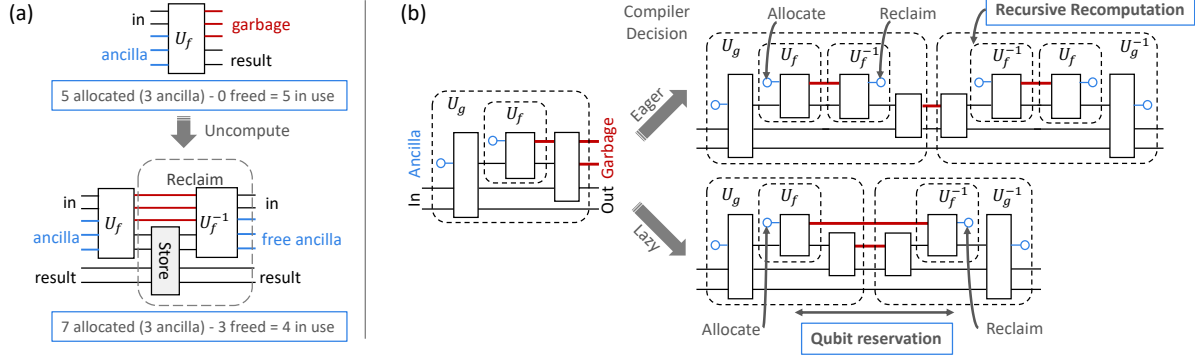 (a)
in
garbage
U_f
ancilla
result
5 allocated (3 ancilla) - 0 freed = 5 in use
Uncompute
Reclaim
in
in
U_f
U_f^{-1}
ancilla
free ancilla
Store
result
result
7 allocated (3 ancilla) - 3 freed = 4 in use
(b)
U_g
U_f
Ancilla
In
Garbage
Out
Compiler
Decision
Eager
Lazy
Allocate
Reclaim
Recursive Recomputation
U_g
U_f
U_f^{-1}
U_f^{-1}
U_f
U_g^{-1}
U_g
U_f
U_f^{-1}
U_g^{-1}
Allocate
Reclaim
Qubit reservation